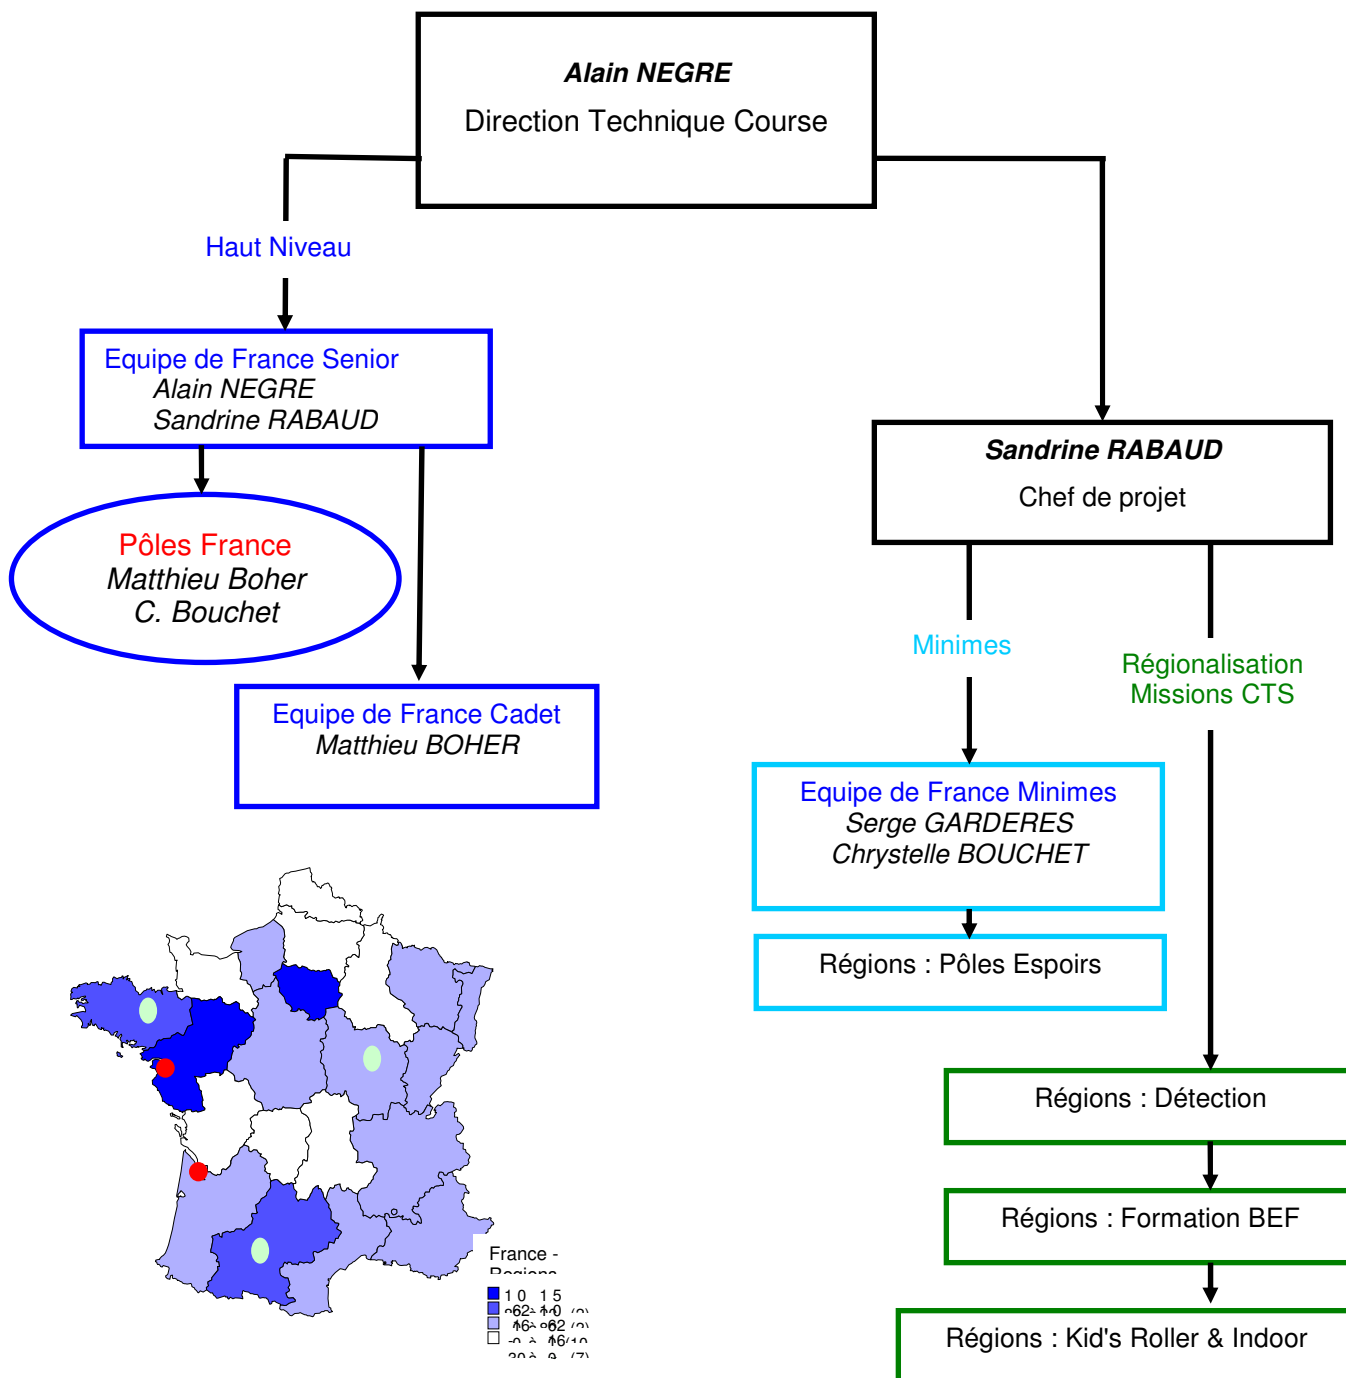 Alain NEGRE
Direction Technique Course
Haut Niveau
Equipe de France Senior
Alain NEGRE
Sandrine RABAUD
Pôles France
Matthieu Boher
C. Bouchet
Equipe de France Cadet
Matthieu BOHER
Sandrine RABAUD
Chef de projet
Minimes
Régionalisation
Missions CTS
Equipe de France Minimes
Serge GARDERES
Chrystelle BOUCHET
Régions : Pôles Espoirs
Régions : Détection
Régions : Formation BEF
Régions : Kid's Roller & Indoor
France -
Regions